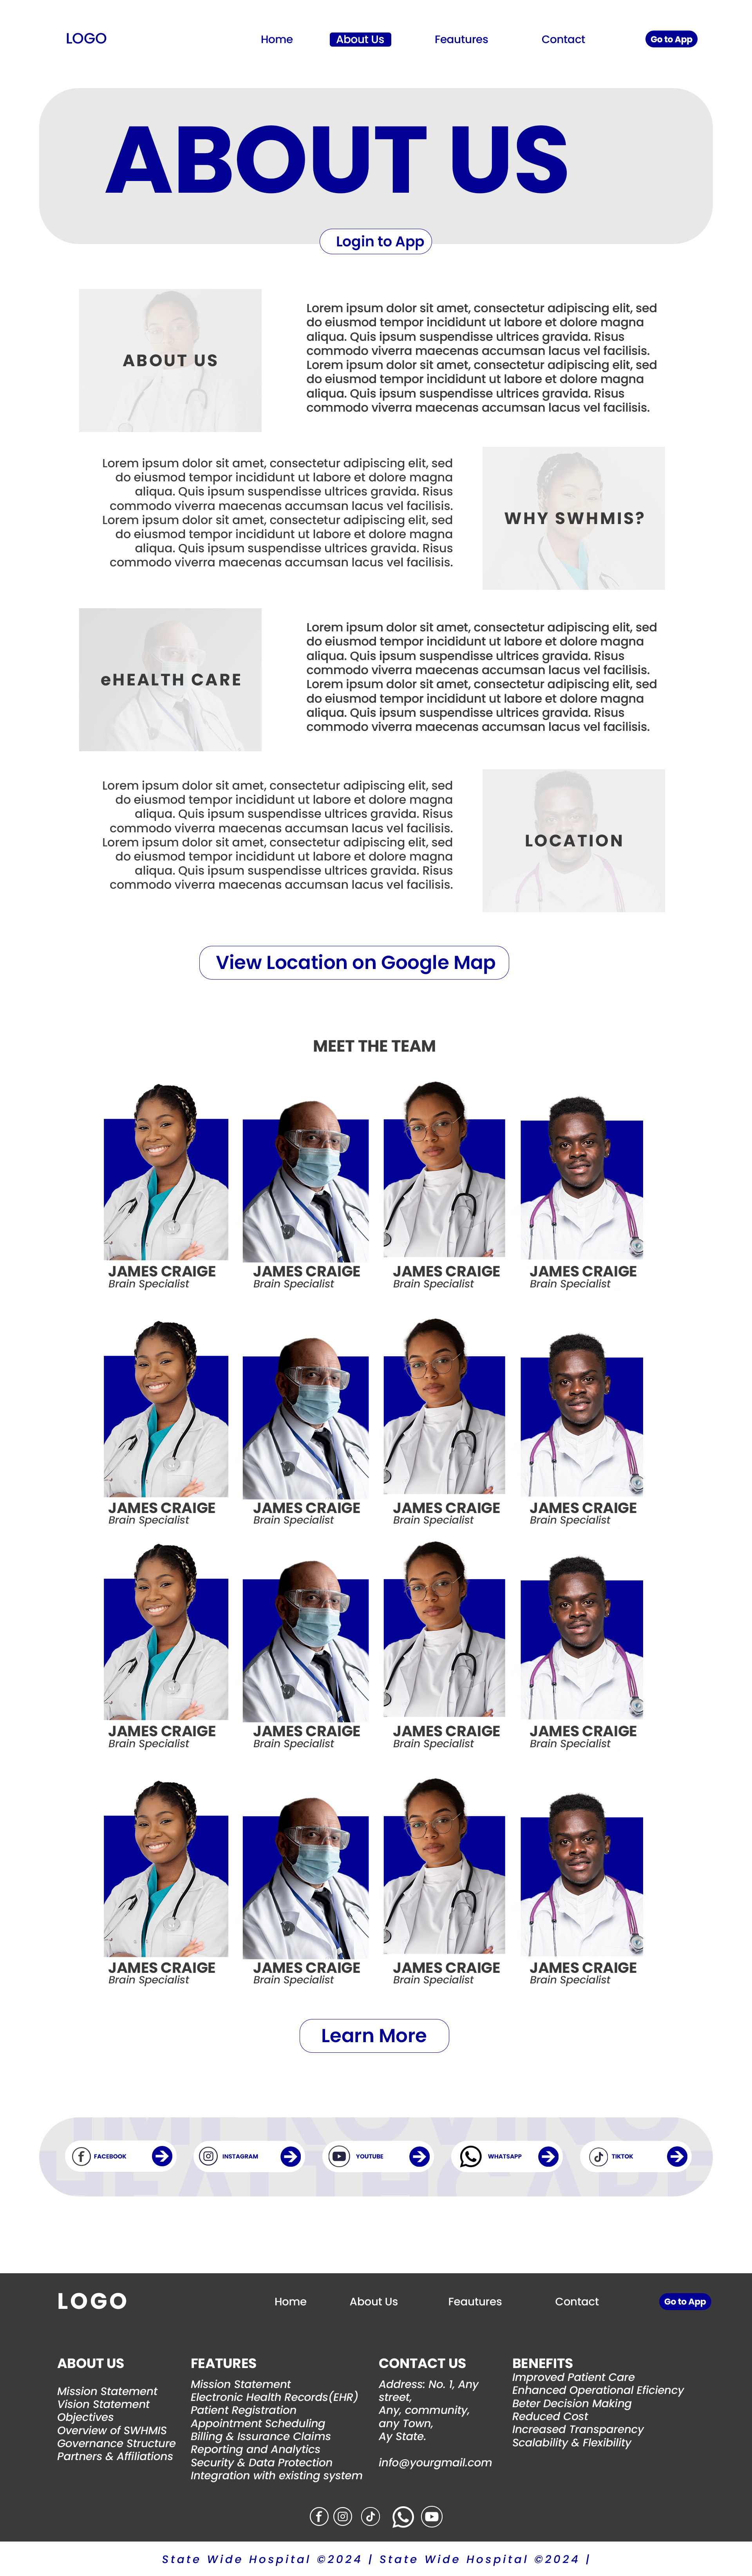 LOGO
Home
About Us
Feautures
Contact
Go to App
ABOUT US
Login to App
ABOUT US
Lorem ipsum dolor sit amet, consectetur adipiscing elit, sed
do eiusmod tempor incididunt ut labore et dolore magna
aliqua. Quis ipsum suspendisse ultrices gravida. Risus
commodo viverra maecenas accumsan lacus vel facilisis.
Lorem ipsum dolor sit amet, consectetur adipiscing elit, sed
do eiusmod tempor incididunt ut labore et dolore magna
aliqua. Quis ipsum suspendisse ultrices gravida. Risus
commodo viverra maecenas accumsan lacus vel facilisis.
Lorem ipsum dolor sit amet, consectetur adipiscing elit, sed
do eiusmod tempor incididunt ut labore et dolore magna
aliqua. Quis ipsum suspendisse ultrices gravida. Risus
commodo viverra maecenas accumsan lacus vel facilisis.
Lorem ipsum dolor sit amet, consectetur adipiscing elit, sed
do eiusmod tempor incididunt ut labore et dolore magna
aliqua. Quis ipsum suspendisse ultrices gravida. Risus
commodo viverra maecenas accumsan lacus vel facilisis.
WHY SWHMIS?
eHEALTH CARE
Lorem ipsum dolor sit amet, consectetur adipiscing elit, sed
do eiusmod tempor incididunt ut labore et dolore magna
aliqua. Quis ipsum suspendisse ultrices gravida. Risus
commodo viverra maecenas accumsan lacus vel facilisis.
Lorem ipsum dolor sit amet, consectetur adipiscing elit, sed
do eiusmod tempor incididunt ut labore et dolore magna
aliqua. Quis ipsum suspendisse ultrices gravida. Risus
commodo viverra maecenas accumsan lacus vel facilisis.
Lorem ipsum dolor sit amet, consectetur adipiscing elit, sed
do eiusmod tempor incididunt ut labore et dolore magna
aliqua. Quis ipsum suspendisse ultrices gravida. Risus
commodo viverra maecenas accumsan lacus vel facilisis.
Lorem ipsum dolor sit amet, consectetur adipiscing elit, sed
do eiusmod tempor incididunt ut labore et dolore magna
aliqua. Quis ipsum suspendisse ultrices gravida. Risus
commodo viverra maecenas accumsan lacus vel facilisis.
LOCATION
View Location on Google Map
MEET THE TEAM
JAMES CRAIGE
Brain Specialist
JAMES CRAIGE
Brain Specialist
JAMES CRAIGE
Brain Specialist
JAMES CRAIGE
Brain Specialist
JAMES CRAIGE
Brain Specialist
JAMES CRAIGE
Brain Specialist
JAMES CRAIGE
Brain Specialist
JAMES CRAIGE
Brain Specialist
JAMES CRAIGE
Brain Specialist
JAMES CRAIGE
Brain Specialist
JAMES CRAIGE
Brain Specialist
JAMES CRAIGE
Brain Specialist
JAMES CRAIGE
Brain Specialist
JAMES CRAIGE
Brain Specialist
JAMES CRAIGE
Brain Specialist
JAMES CRAIGE
Brain Specialist
Learn More
FACEBOOK
INSTAGRAM
YOUTUBE
WHATSAPP
TIKTOK
LOGO
Home
About Us
Feautures
Contact
Go to App
ABOUT US
Mission Statement
Vision Statement
Objectives
Overview of SWHMIS
Governance Structure
Partners & Affiliations
FEATURES
Mission Statement
Electronic Health Records(EHR)
Patient Registration
Appointment Scheduling
Billing & Insurance Claims
Reporting and Analytics
Security & Data Protection
Integration with existing system
CONTACT US
Address: No. 1, Any
street,
Any, community,
any Town,
Ay State.
info@yourgmail.com
BENEFITS
Improved Patient Care
Enhanced Operational Eficiency
Beter Decision Making
Reduced Cost
Increased Transparency
Scalability & Flexibility
State Wide Hospital ©2024 | State Wide Hospital ©2024 |